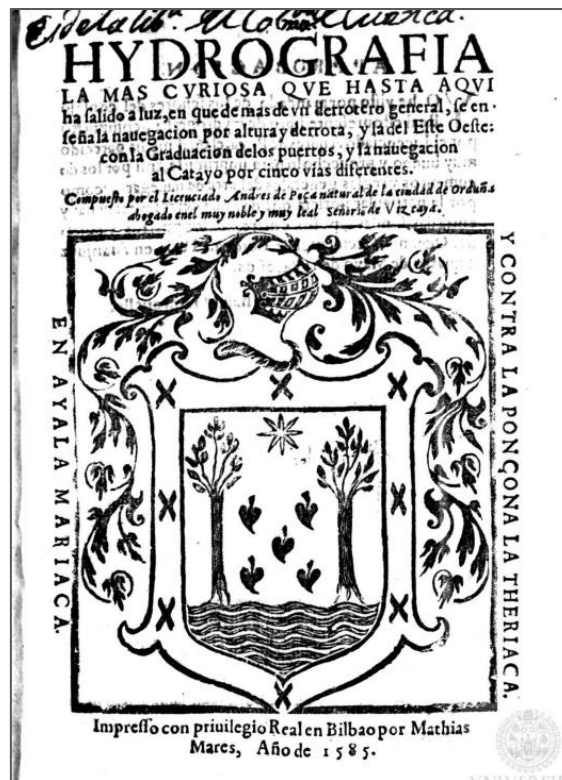 HYDROGRAFIA
LA MAS CVRIOSA QVE HASTA AQVI
ha salido a luz, en que de mas de vn derrotero general, se en-
seña la nauegacion por altura y derrota, y la del Este Oeste:
con la Graduacion delos puertos, y la nauegacion
al Catayo por cinco vias diferentes.
Compuesto por el Licenciado Andres de Poça natural de la ciudad de Orduña
abogado enel muy noble y muy leal Señorio de Vizcaya.
EN AYALA MARIACA.
Y CONTRA LA PONÇONA LA THERIACA.
Impresso con priuilegio Real en Bilbao por Mathias
Mares, Año de 1585.